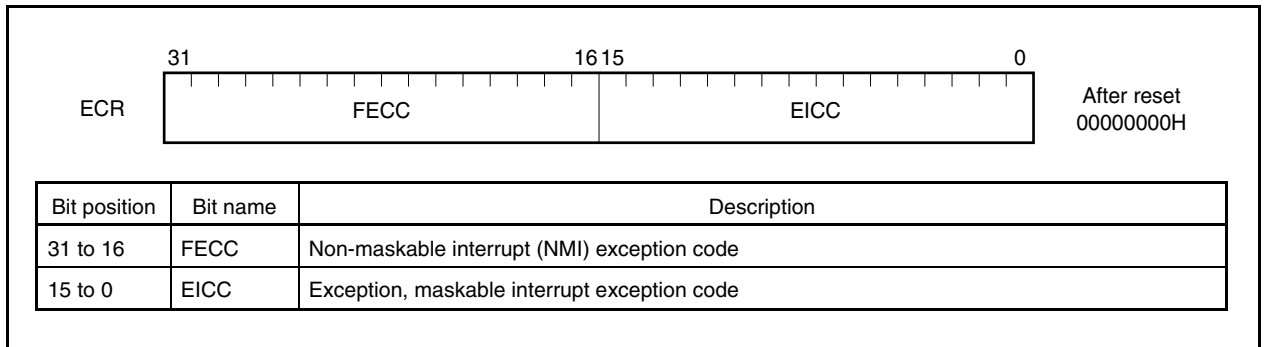 31 16 15 0
ECR FECC EICC After reset
00000000H
Bit position Bit name Description
31 to 16 FECC Non-maskable interrupt (NMI) exception code
15 to 0 EICC Exception, maskable interrupt exception code